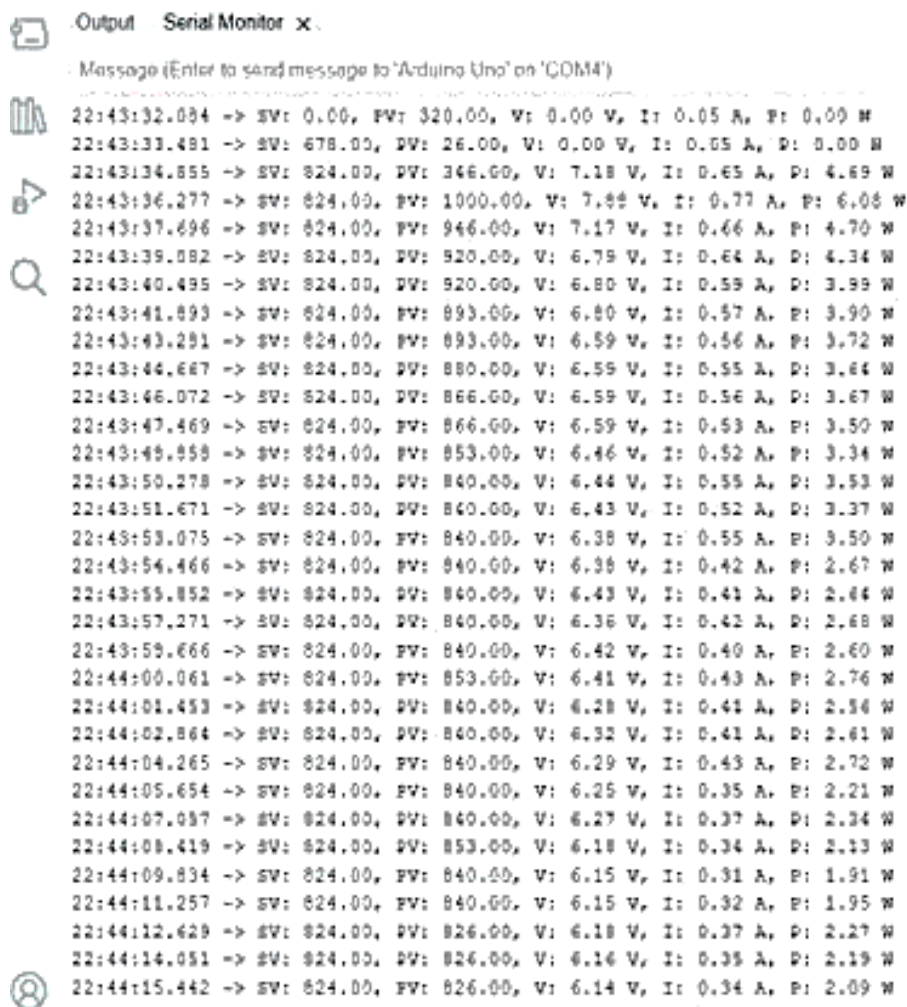 Output Serial Monitor x
Message (Enter to send message to 'Arduino Uno' on 'COM4')
22:43:32.084 -> SV: 0.00, PV: 320.00, V: 0.00 V, I: 0.05 A, P: 0.00 W
22:43:33.481 -> SV: 678.00, PV: 26.00, V: 0.00 V, I: 0.05 A, P: 0.00 W
22:43:34.855 -> SV: 824.00, PV: 346.00, V: 7.18 V, I: 0.65 A, P: 4.69 W
22:43:36.277 -> SV: 824.00, PV: 1000.00, V: 7.88 V, I: 0.77 A, P: 6.08 W
22:43:37.696 -> SV: 824.00, PV: 946.00, V: 7.17 V, I: 0.66 A, P: 4.70 W
22:43:39.082 -> SV: 824.00, PV: 920.00, V: 6.79 V, I: 0.64 A, P: 4.34 W
22:43:40.495 -> SV: 824.00, PV: 920.00, V: 6.80 V, I: 0.59 A, P: 3.99 W
22:43:41.893 -> SV: 824.00, PV: 893.00, V: 6.80 V, I: 0.57 A, P: 3.90 W
22:43:43.281 -> SV: 824.00, PV: 893.00, V: 6.59 V, I: 0.56 A, P: 3.72 W
22:43:44.667 -> SV: 824.00, PV: 880.00, V: 6.59 V, I: 0.55 A, P: 3.64 W
22:43:46.072 -> SV: 824.00, PV: 866.00, V: 6.59 V, I: 0.56 A, P: 3.67 W
22:43:47.469 -> SV: 824.00, PV: 866.00, V: 6.59 V, I: 0.53 A, P: 3.50 W
-> SV: 824.00, PV: 853.00, V: 6.46 V, I: 0.52 A, P: 3.34 W
22:43:50.278 -> SV: 824.00, PV: 840.00, V: 6.44 V, I: 0.55 A, P: 3.53 W
22:43:51.671 -> SV: 824.00, PV: 840.00, V: 6.43 V, I: 0.52 A, P: 3.37 W
22:43:53.075 -> SV: 824.00, PV: 840.00, V: 6.38 V, I: 0.55 A, P: 3.50 W
22:43:54.466 -> SV: 824.00, PV: 840.00, V: 6.38 V, I: 0.42 A, P: 2.67 W
22:43:55.852 -> SV: 824.00, PV: 840.00, V: 6.43 V, I: 0.41 A, P: 2.64 W
22:43:57.271 -> SV: 824.00, PV: 840.00, V: 6.36 V, I: 0.42 A, P: 2.68 W
-> SV: 824.00, PV: 840.00, V: 6.42 V, I: 0.40 A, P: 2.60 W
22:44:00.061 -> SV: 824.00, PV: 853.00, V: 6.41 V, I: 0.43 A, P: 2.76 W
22:44:01.453 -> SV: 824.00, PV: 840.00, V: 6.28 V, I: 0.41 A, P: 2.56 W
22:44:02.864 -> SV: 824.00, PV: 840.00, V: 6.32 V, I: 0.41 A, P: 2.61 W
22:44:04.265 -> SV: 824.00, PV: 840.00, V: 6.29 V, I: 0.43 A, P: 2.72 W
22:44:05.654 -> SV: 824.00, PV: 840.00, V: 6.25 V, I: 0.35 A, P: 2.21 W
22:44:07.037 -> SV: 824.00, PV: 840.00, V: 6.27 V, I: 0.37 A, P: 2.34 W
22:44:08.419 -> SV: 824.00, PV: 853.00, V: 6.18 V, I: 0.34 A, P: 2.13 W
22:44:09.834 -> SV: 824.00, PV: 840.00, V: 6.15 V, I: 0.31 A, P: 1.91 W
22:44:11.257 -> SV: 824.00, PV: 840.00, V: 6.15 V, I: 0.32 A, P: 1.95 W
22:44:12.629 -> SV: 824.00, PV: 826.00, V: 6.18 V, I: 0.37 A, P: 2.27 W
22:44:14.051 -> SV: 824.00, PV: 826.00, V: 6.16 V, I: 0.35 A, P: 2.19 W
22:44:15.442 -> SV: 824.00, PV: 826.00, V: 6.14 V, I: 0.34 A, P: 2.09 W